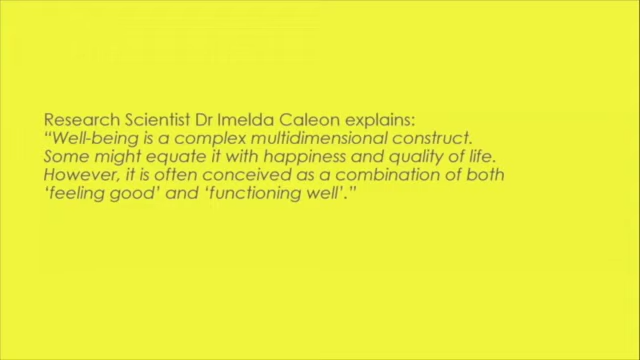 Research Scientist Dr Imelda Caleon explains:
“Well-being is a complex multidimensional construct.
Some might equate it with happiness and quality of life.
However, it is often conceived as a combination of both
‘feeling good’ and ‘functioning well’.”